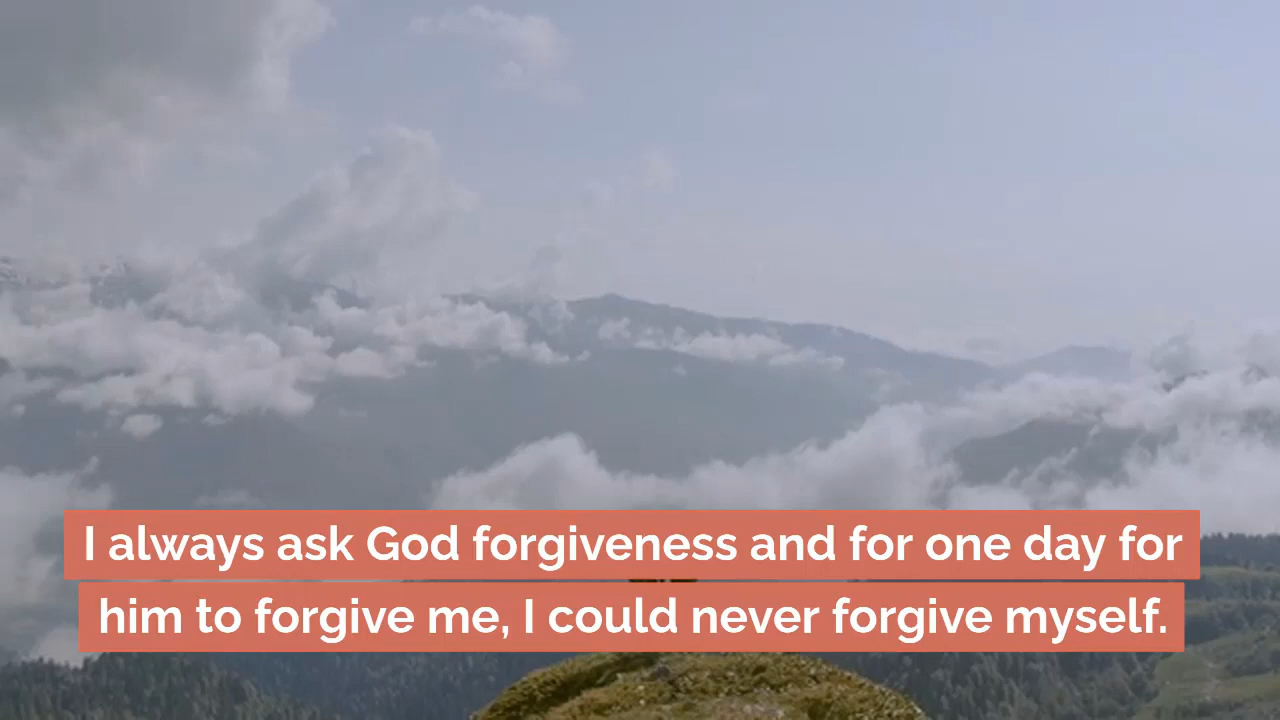 I always ask God forgiveness and for one day for
him to forgive me, I could never forgive myself.